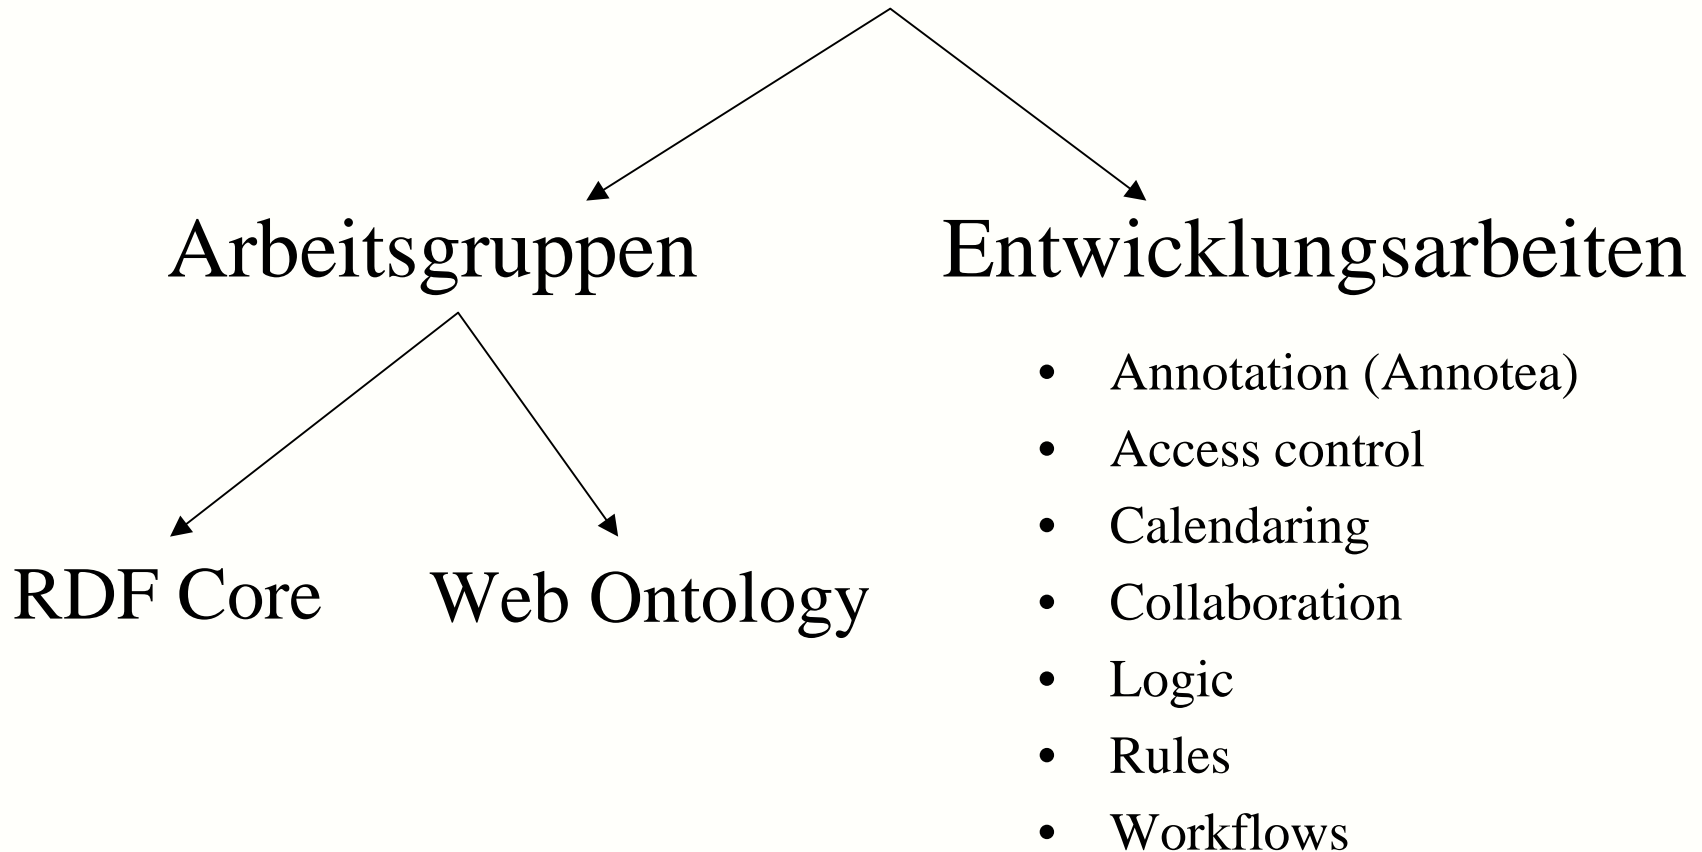 Arbeitsgruppen
Entwicklungsarbeiten
RDF Core
Web Ontology
• Annotation (Annotea)
• Access control
• Calendaring
• Collaboration
• Logic
• Rules
• Workflows